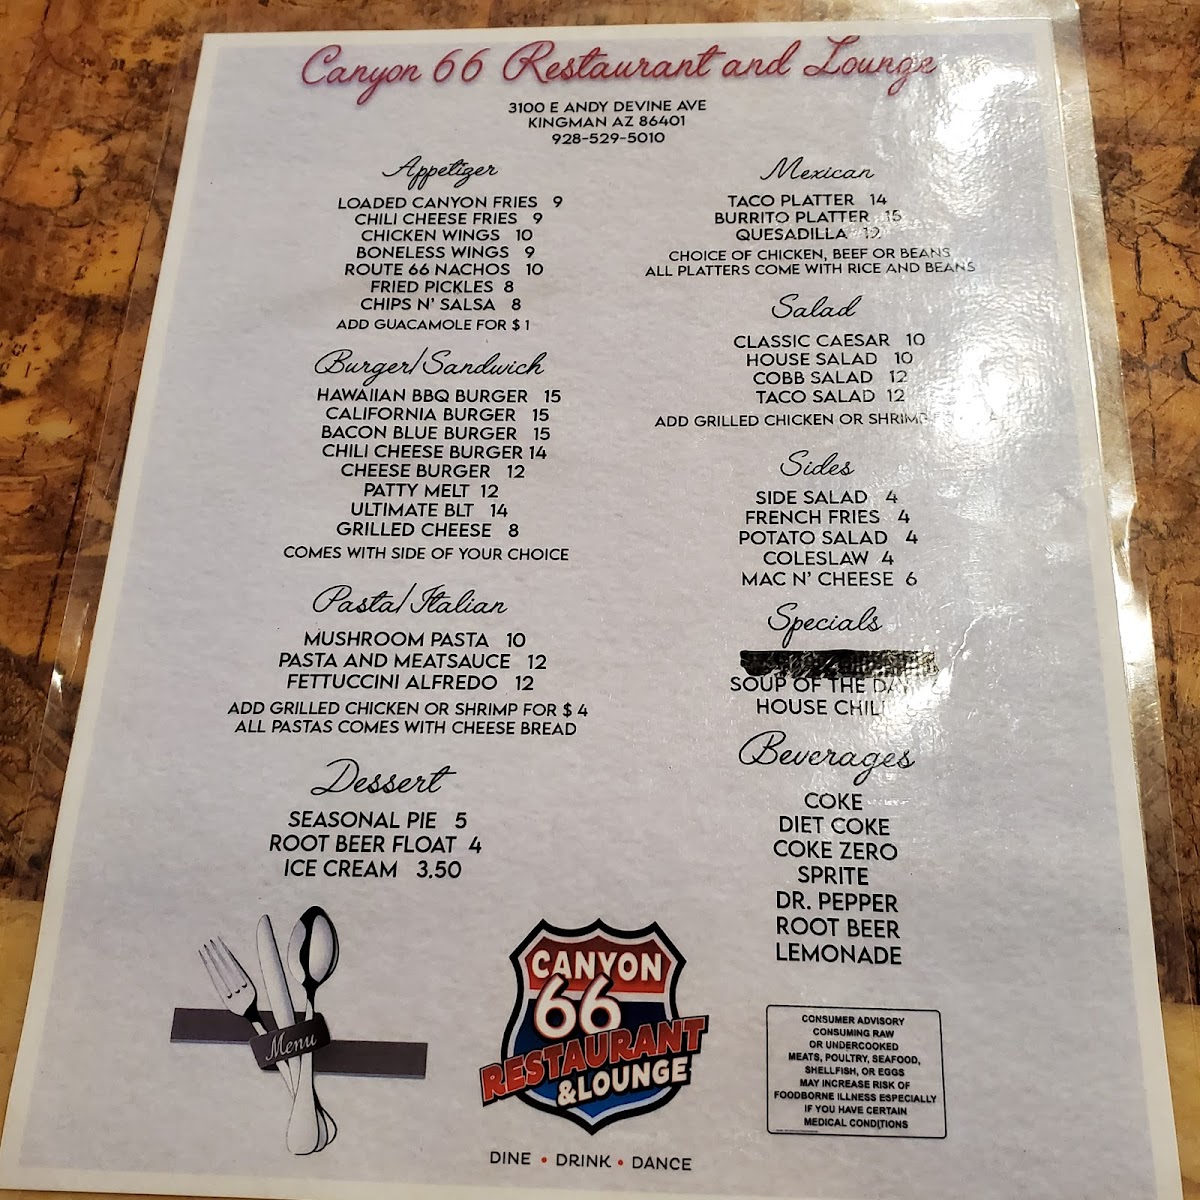 Canyon 66 Restaurant and Lounge
3100 E ANDY DEVINE AVE
KINGMAN AZ 86401
928-529-5010
Appetizer
LOADED CANYON FRIES 9
CHILI CHEESE FRIES 9
CHICKEN WINGS 10
BONELESS WINGS 9
ROUTE 66 NACHOS 10
FRIED PICKLES 8
CHIPS N' SALSA 8
ADD GUACAMOLE FOR $ 1
Burger/Sandwich
HAWAIIAN BBQ BURGER 15
CALIFORNIA BURGER 15
BACON BLUE BURGER 15
CHILI CHEESE BURGER 14
CHEESE BURGER 12
PATTY MELT 12
ULTIMATE BLT 14
GRILLED CHEESE 8
COMES WITH SIDE OF YOUR CHOICE
Pasta/Italian
MUSHROOM PASTA 10
PASTA AND MEATSAUCE 12
FETTUCCINI ALFREDO 12
ADD GRILLED CHICKEN OR SHRIMP FOR $ 4
ALL PASTAS COMES WITH CHEESE BREAD
Dessert
SEASONAL PIE 5
ROOT BEER FLOAT 4
ICE CREAM 3.50
Menu
Mexican
TACO PLATTER 14
BURRITO PLATTER 15
QUESADILLA 12
CHOICE OF CHICKEN, BEEF OR BEANS
ALL PLATTERS COME WITH RICE AND BEANS
Salad
CLASSIC CAESAR 10
HOUSE SALAD 10
COBB SALAD 12
TACO SALAD 12
ADD GRILLED CHICKEN OR SHRIMP
Sides
SIDE SALAD 4
FRENCH FRIES 4
POTATO SALAD 4
COLESLAW 4
MAC N' CHEESE 6
Specials
SOUP OF THE DAY
HOUSE CHILI
Beverages
COKE
DIET COKE
COKE ZERO
SPRITE
DR. PEPPER
ROOT BEER
LEMONADE
CANYON
66
RESTAURANT
&LOUNGE
DINE • DRINK • DANCE
CONSUMER ADVISORY
CONSUMING RAW
OR UNDERCOOKED
MEATS, POULTRY, SEAFOOD,
SHELLFISH, OR EGGS
MAY INCREASE RISK OF
FOODBORNE ILLNESS ESPECIALLY
IF YOU HAVE CERTAIN
MEDICAL CONDITIONS